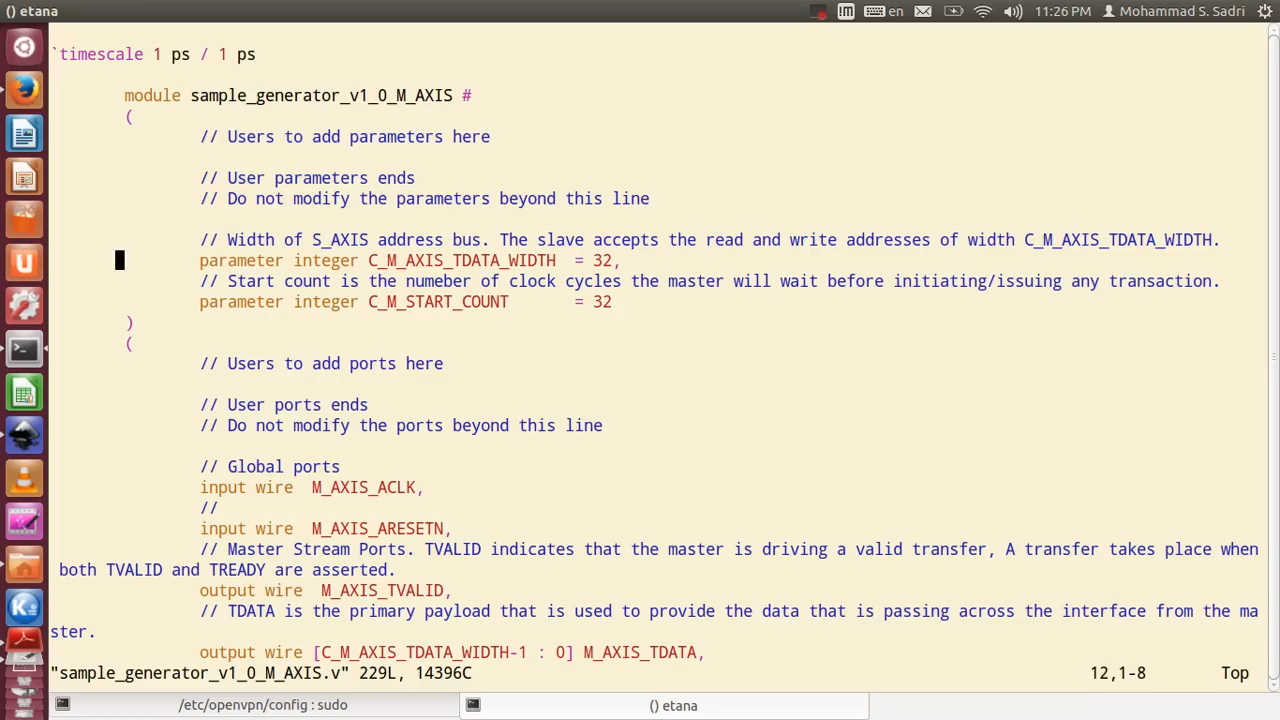 () etana
en
11:26 PM
Mohammad S. Sadri
`timescale 1 ps / 1 ps
module sample_generator_v1_0_M_AXIS #
(
// Users to add parameters here
// User parameters ends
// Do not modify the parameters beyond this line
// Width of S_AXIS address bus. The slave accepts the read and write addresses of width C_M_AXIS_TDATA_WIDTH.
parameter integer C_M_AXIS_TDATA_WIDTH = 32,
// Start count is the numeber of clock cycles the master will wait before initiating/issuing any transaction.
parameter integer C_M_START_COUNT = 32
)
(
// Users to add ports here
// User ports ends
// Do not modify the ports beyond this line
// Global ports
input wire M_AXIS_ACLK,
//
input wire M_AXIS_ARESETN,
// Master Stream Ports. TVALID indicates that the master is driving a valid transfer, A transfer takes place when
both TVALID and TREADY are asserted.
output wire M_AXIS_TVALID,
// TDATA is the primary payload that is used to provide the data that is passing across the interface from the ma
ster.
output wire [C_M_AXIS_TDATA_WIDTH-1 : 0] M_AXIS_TDATA,
"sample_generator_v1_0_M_AXIS.v" 229L, 14396C 12,1-8 Top
/etc/openvpn/config : sudo
() etana